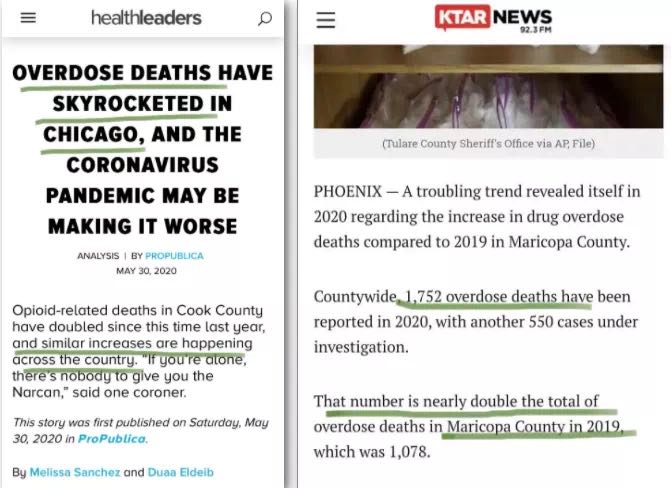 healthleaders
OVERDOSE DEATHS HAVE
SKYROCKETED IN
CHICAGO, AND THE
CORONAVIRUS
PANDEMIC MAY BE
MAKING IT WORSE
ANALYSIS | BY PROPUBLICA
MAY 30, 2020
Opioid-related deaths in Cook County
have doubled since this time last year,
and similar increases are happening
across the country. "If you're alone,
there's nobody to give you the
Narcan," said one coroner.
This story was first published on Saturday, May
30, 2020 in ProPublica.
By Melissa Sanchez and Duaa Eldeib
KTAR NEWS
92.3 FM
(Tulare County Sheriff's Office via AP, File)
PHOENIX — A troubling trend revealed itself in
2020 regarding the increase in drug overdose
deaths compared to 2019 in Maricopa County.
Countywide, 1,752 overdose deaths have been
reported in 2020, with another 550 cases under
investigation.
That number is nearly double the total of
overdose deaths in Maricopa County in 2019,
which was 1,078.